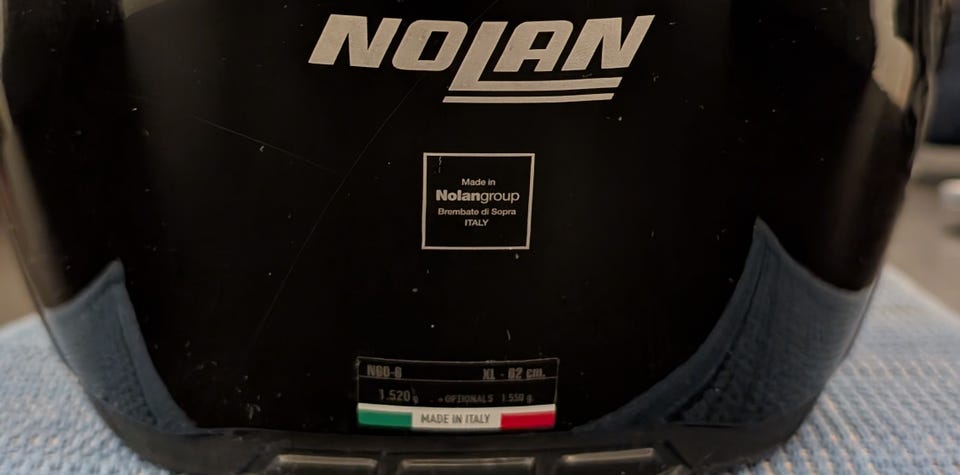 NOLAN
Made in
Nolangroup
Brembate di Sopra
ITALY
N60-6 XL - 62 cm.
1.520 g + OPTIONALS 1.550 g.
MADE IN ITALY